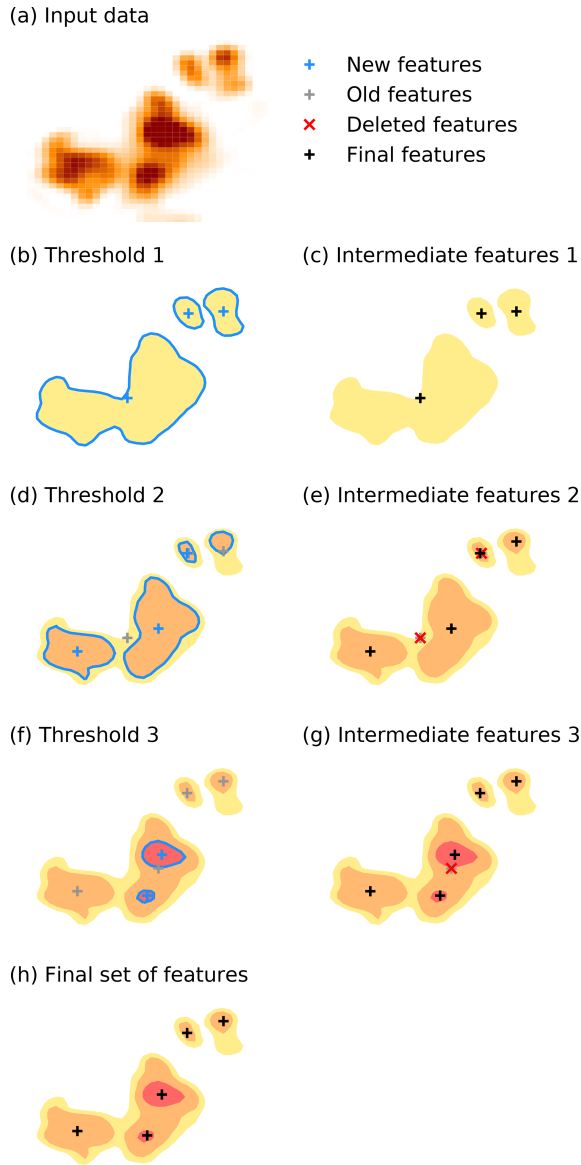 (a) Input data
New features
Old features
Deleted features
Final features
(b) Threshold 1
(c) Intermediate features 1
(d) Threshold 2
(e) Intermediate features 2
(f) Threshold 3
(g) Intermediate features 3
(h) Final set of features